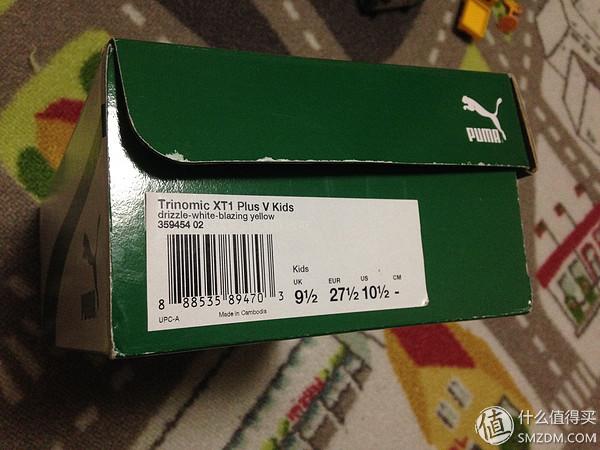 PUMA
Trinomic XT1 Plus V Kids
drizzle-white-blazing yellow
359454 02
Kids
UK EUR US CM
9½ 27½ 10½ -
8 88535 89470 3
UPC-A
Made in Cambodia
值 什么值得买
SMZDM.COM